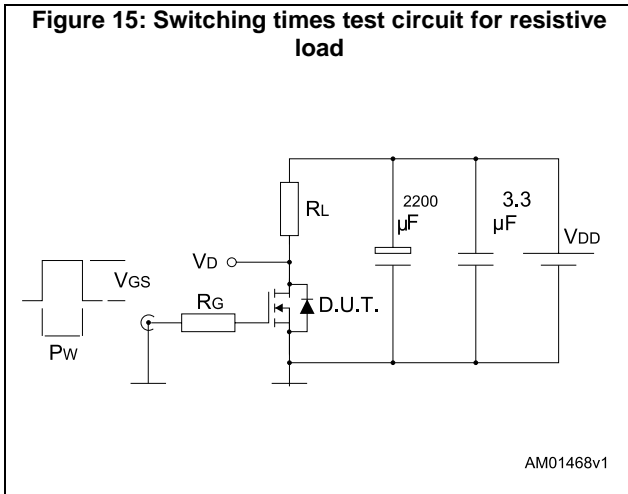 Figure 15: Switching times test circuit for resistive
load
2200
μF
3.3
μF
VDD
RL
VD
VGS
RG
D.U.T.
PW
AM01468v1